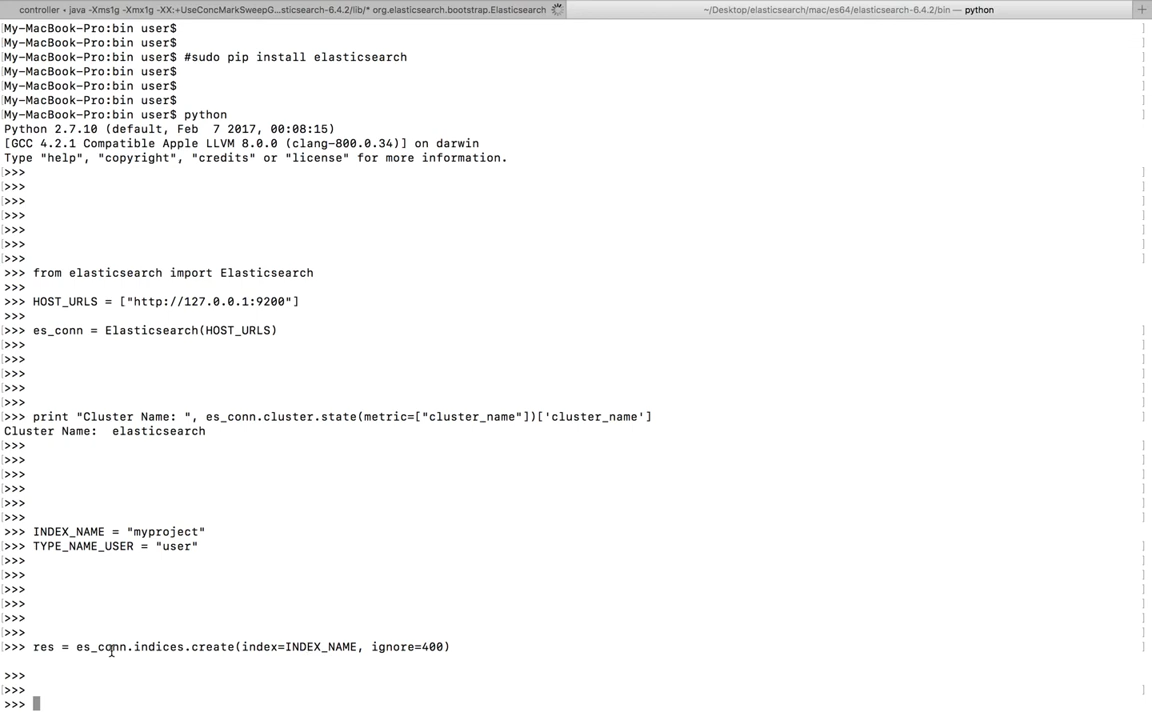 controller • java -Xms1g -Xmx1g -XX:+UseConcMarkSweepG...sticsearch-6.4.2/lib/* org.elasticsearch.bootstrap.Elasticsearch
~/Desktop/elasticsearch/mac/es64/elasticsearch-6.4.2/bin — python
My-MacBook-Pro:bin user$
My-MacBook-Pro:bin user$
My-MacBook-Pro:bin user$ #sudo pip install elasticsearch
My-MacBook-Pro:bin user$
My-MacBook-Pro:bin user$
My-MacBook-Pro:bin user$
My-MacBook-Pro:bin user$ python
Python 2.7.10 (default, Feb  7 2017, 00:08:15)
[GCC 4.2.1 Compatible Apple LLVM 8.0.0 (clang-800.0.34)] on darwin
Type "help", "copyright", "credits" or "license" for more information.
>>>
>>>
>>>
>>>
>>>
>>>
>>>
>>> from elasticsearch import Elasticsearch
>>>
>>> HOST_URLS = ["http://127.0.0.1:9200"]
>>>
>>> es_conn = Elasticsearch(HOST_URLS)
>>>
>>>
>>>
>>>
>>>
>>> print "Cluster Name: ", es_conn.cluster.state(metric=["cluster_name"])['cluster_name']
Cluster Name:  elasticsearch
>>>
>>>
>>>
>>>
>>>
>>>
>>> INDEX_NAME = "myproject"
>>> TYPE_NAME_USER = "user"
>>>
>>>
>>>
>>>
>>>
>>>
>>> res = es_conn.indices.create(index=INDEX_NAME, ignore=400)
>>>
>>>
>>>